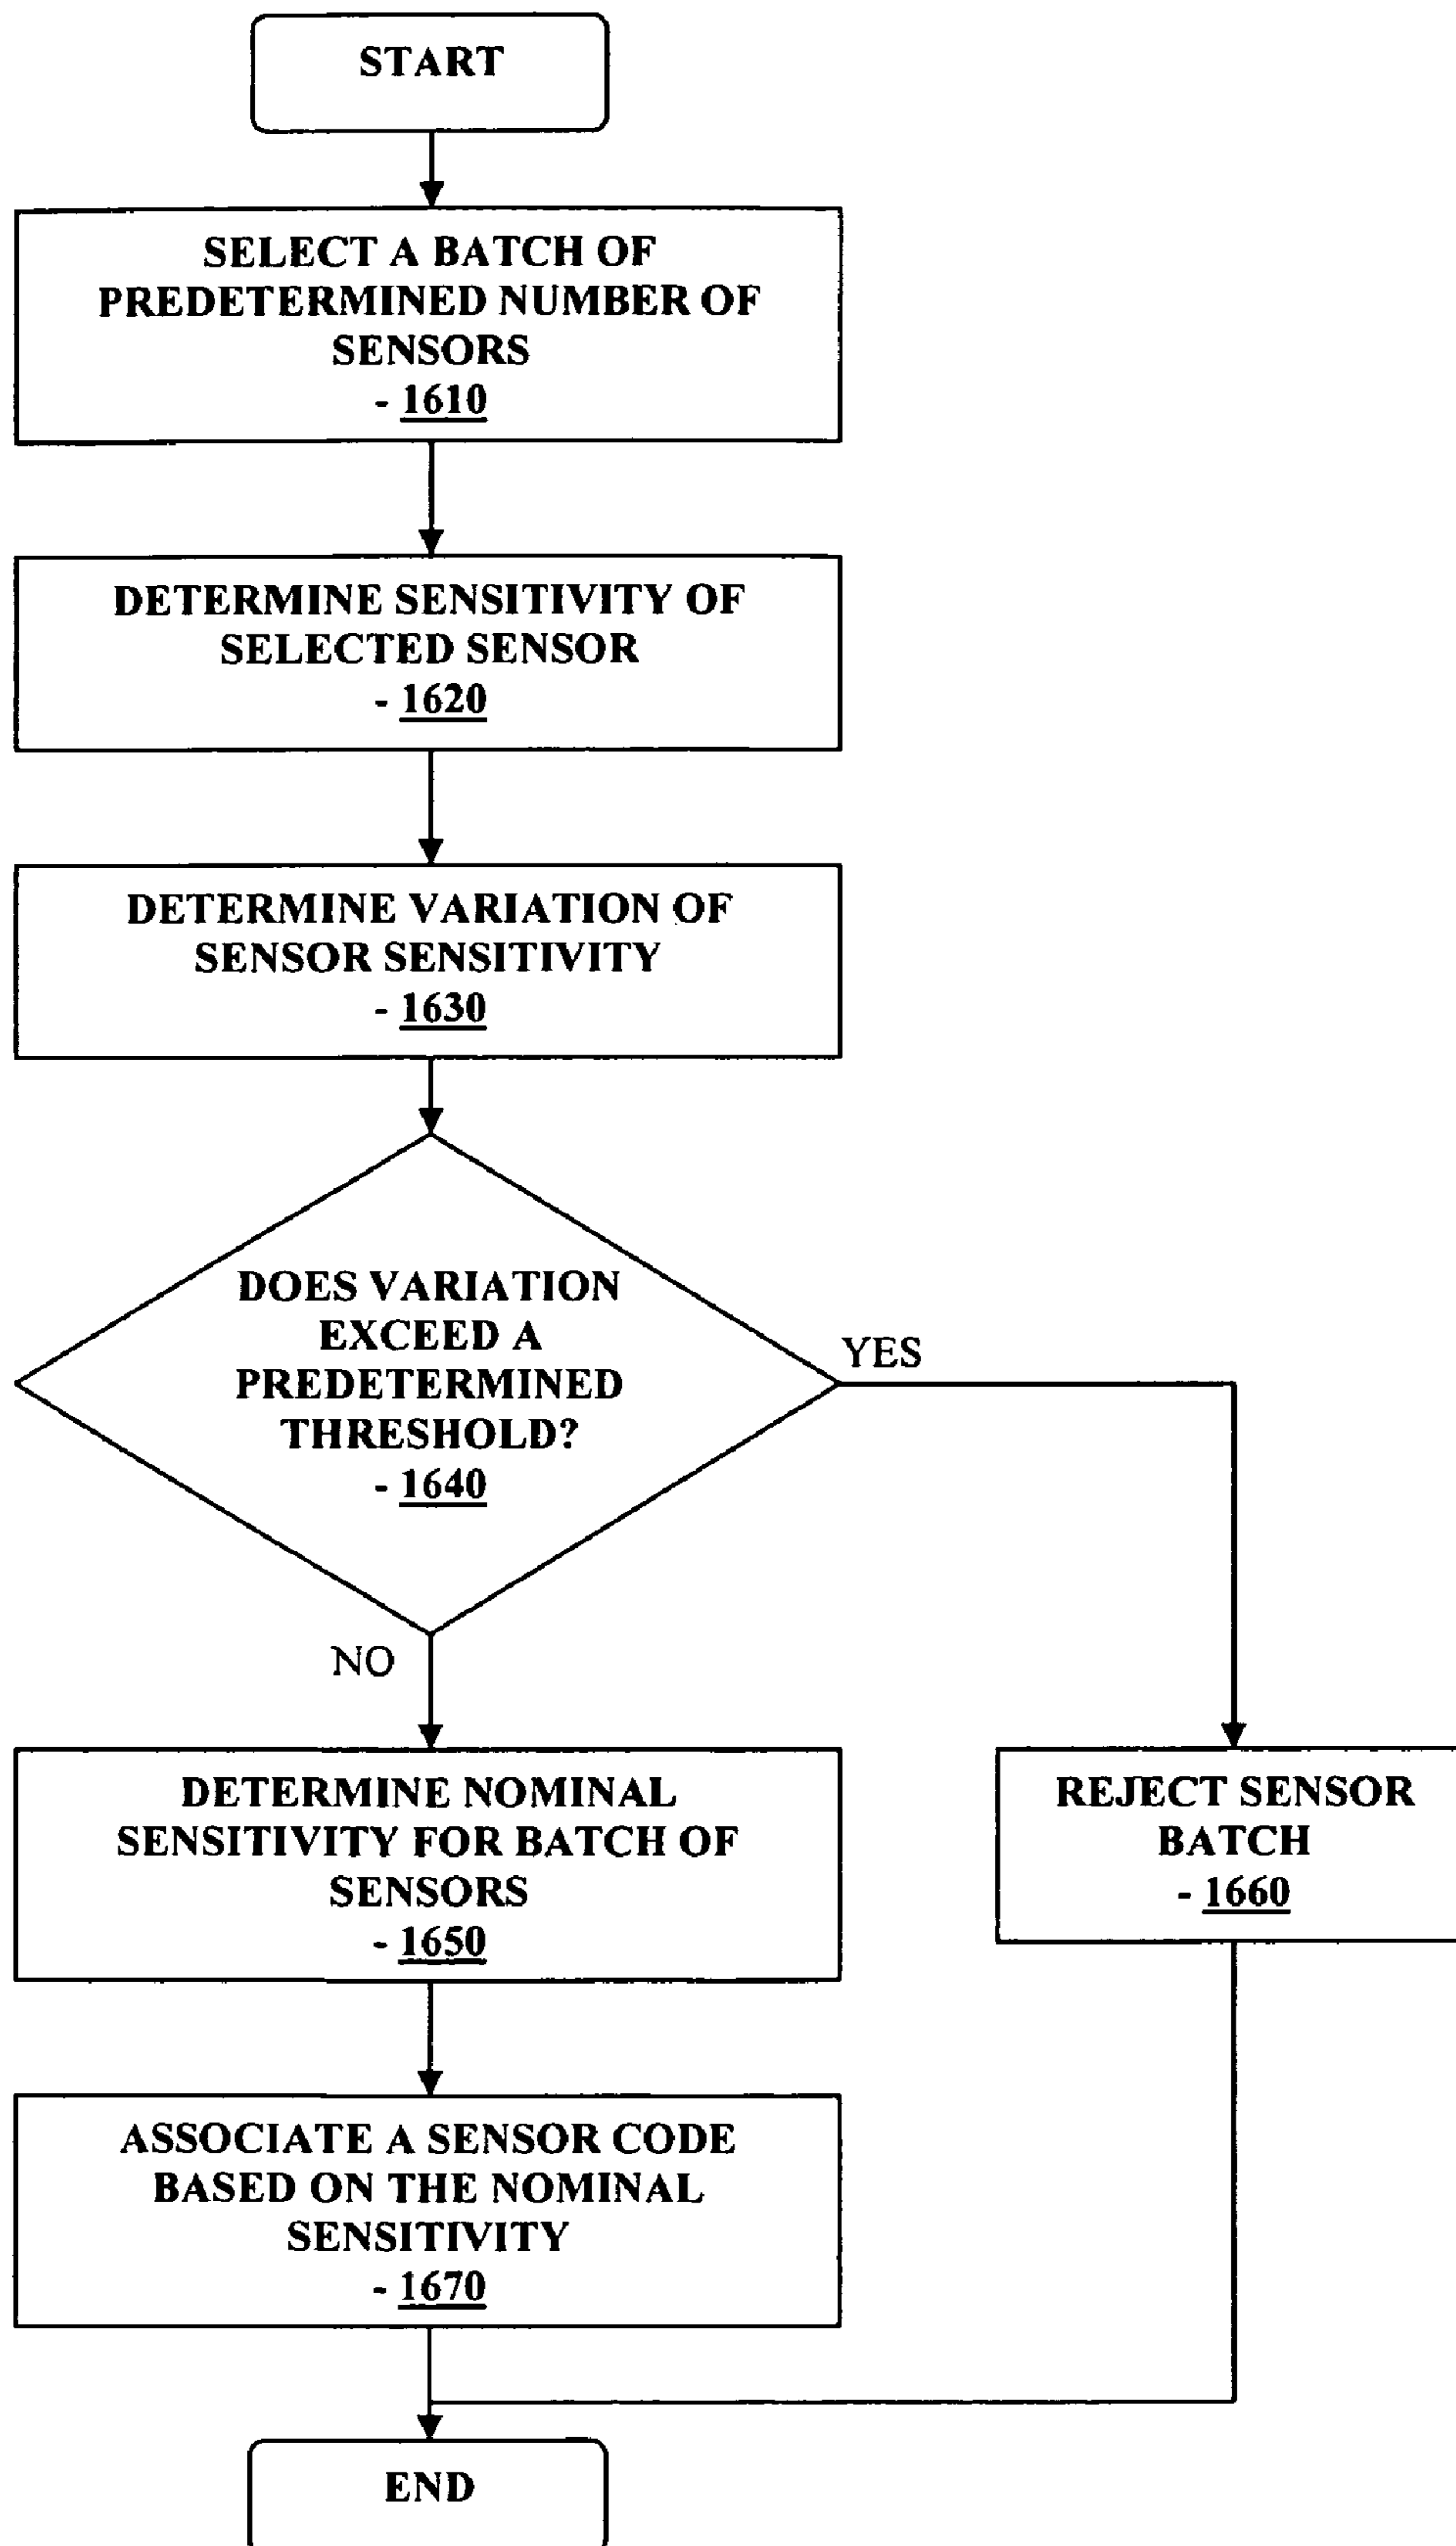 START
SELECT A BATCH OF
PREDETERMINED NUMBER OF
SENSORS
- 1610
DETERMINE SENSITIVITY OF
SELECTED SENSOR
- 1620
DETERMINE VARIATION OF
SENSOR SENSITIVITY
- 1630
DOES VARIATION
EXCEED A
PREDETERMINED
THRESHOLD?
- 1640
YES
NO
DETERMINE NOMINAL
SENSITIVITY FOR BATCH OF
SENSORS
- 1650
REJECT SENSOR
BATCH
- 1660
ASSOCIATE A SENSOR CODE
BASED ON THE NOMINAL
SENSITIVITY
- 1670
END